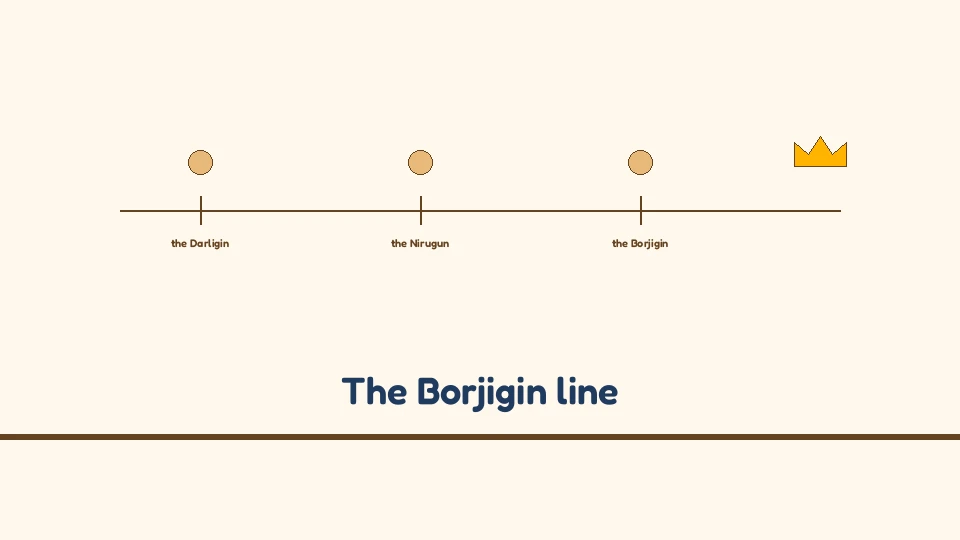 the Darligin
the Nirugun
the Borjigin
The Borjigin line